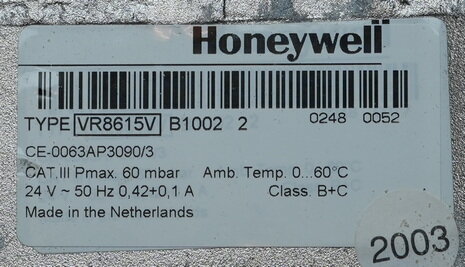 Honeywell
TYPE VR8615V B1002 2 0248 0052
CE-0063AP3090/3
CAT.III Pmax. 60 mbar Amb. Temp. 0...60°C
24 V ~ 50 Hz 0,42+0,1 A Class. B+C
Made in the Netherlands
2003